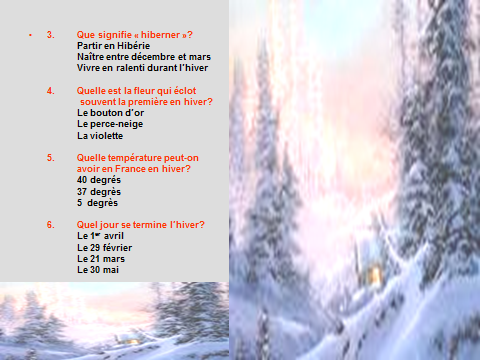 • 3. Que signifie « hiberner »?
Partir en Hibérie
Naître entre décembre et mars
Vivre en ralenti durant l'hiver
4. Quelle est la fleur qui éclot
souvent la première en hiver?
Le bouton d'or
Le perce-neige
La violette
5. Quelle température peut-on
avoir en France en hiver?
40 degrés
37 degrès
5 degrès
6. Quel jour se termine l'hiver?
Le 1er avril
Le 29 février
Le 21 mars
Le 30 mai